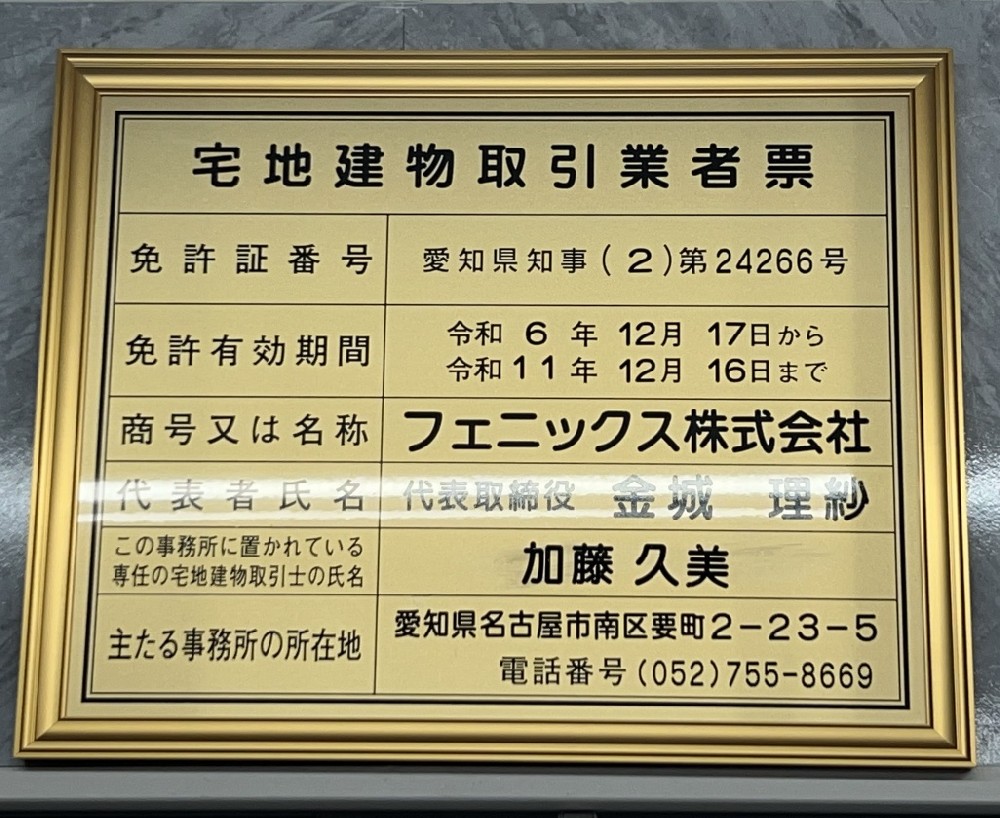 宅地建物取引業者票
免許証番号 愛知県知事(2)第24266号
免許有効期間 令和 6 年 12月 17日から
令和 11 年 12月 16日まで
商号又は名称 フェニックス株式会社
代表者氏名 代表取締役 金城 理紗
この事務所に置かれている
専任の宅地建物取引士の氏名 加藤 久美
主たる事務所の所在地 愛知県名古屋市南区要町2-23-5
電話番号(052)755-8669